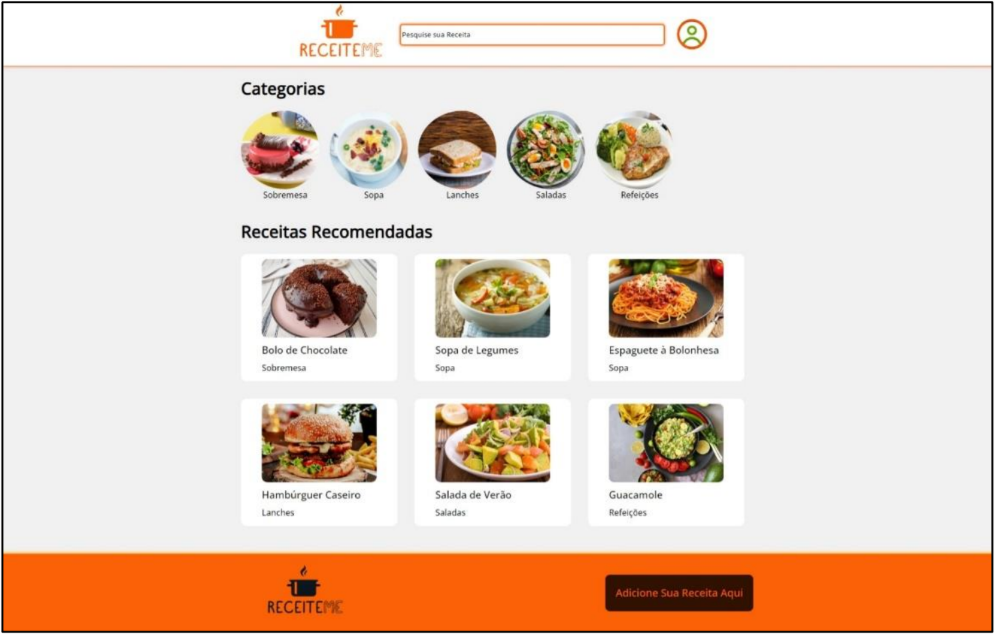 RECEITEME
Pesquise sua Receita
Categorias
Sobremesa
Sopa
Lanches
Saladas
Refeições
Receitas Recomendadas
Bolo de Chocolate
Sobremesa
Sopa de Legumes
Sopa
Espaguete à Bolonhesa
Sopa
Hambúrguer Caseiro
Lanches
Salada de Verão
Saladas
Guacamole
Refeições
RECEITEME
Adicione Sua Receita Aqui